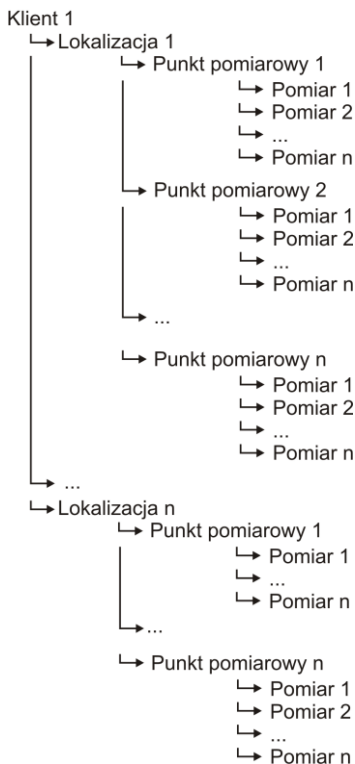 Klient 1
Lokalizacja 1
Punkt pomiarowy 1
Pomiar 1
Pomiar 2
...
Pomiar n
Punkt pomiarowy 2
Pomiar 1
Pomiar 2
...
Pomiar n
...
Punkt pomiarowy n
Pomiar 1
Pomiar 2
...
Pomiar n
...
Lokalizacja n
Punkt pomiarowy 1
Pomiar 1
...
Pomiar n
...
Punkt pomiarowy n
Pomiar 1
Pomiar 2
...
Pomiar n